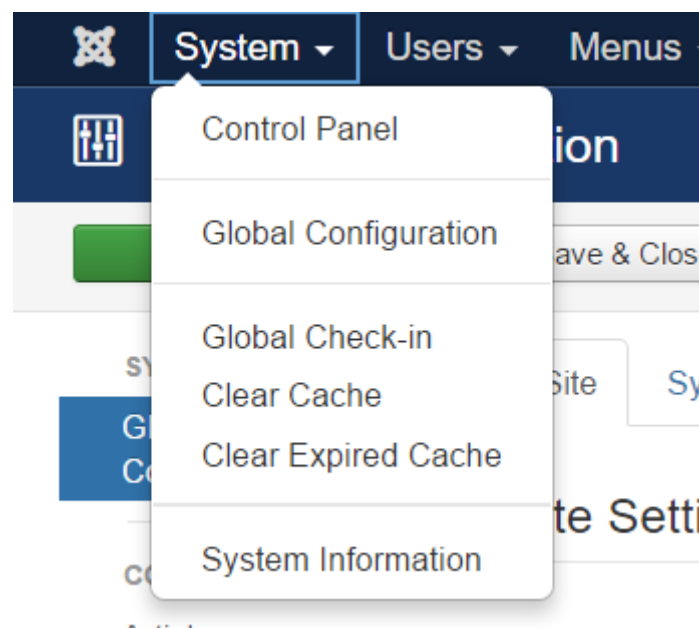 System Users Menus
Control Panel
ion
Global Configuration
ave & Clos
Global Check-in
Site
Clear Cache
Clear Expired Cache
te Setti
System Information